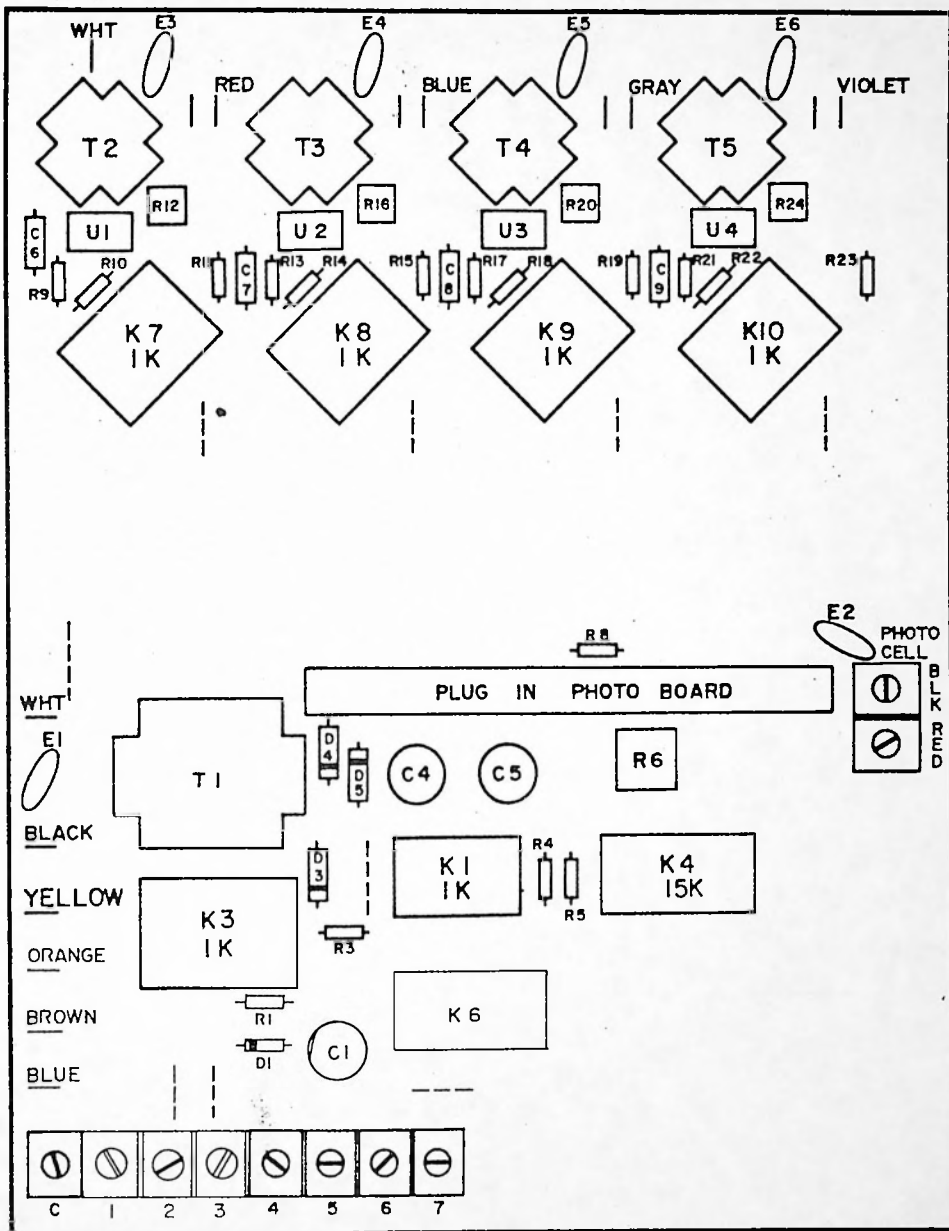 E3 E4 E5 E6
WHT
RED BLUE GRAY VIOLET
T2 T3 T4 T5
R12 R16 R20 R24
C6 U1 U2 U3 U4
R9 R10 R11 C7 R13 R14 R15 C8 R17 R18 R19 C9 R21 R22 R23
K7 K8 K9 K10
1K 1K 1K 1K
E2
R8 PHOTO
CELL
PLUG IN PHOTO BOARD
BLK
WHT
RED
E1
D4
D5
T1 C4 C5 R6
BLACK
D3 K1 R4 K4
1K 15K
YELLOW
R5
K3
1K
R3
ORANGE
R1
BROWN K6
D1 C1
BLUE
C 1 2 3 4 5 6 7